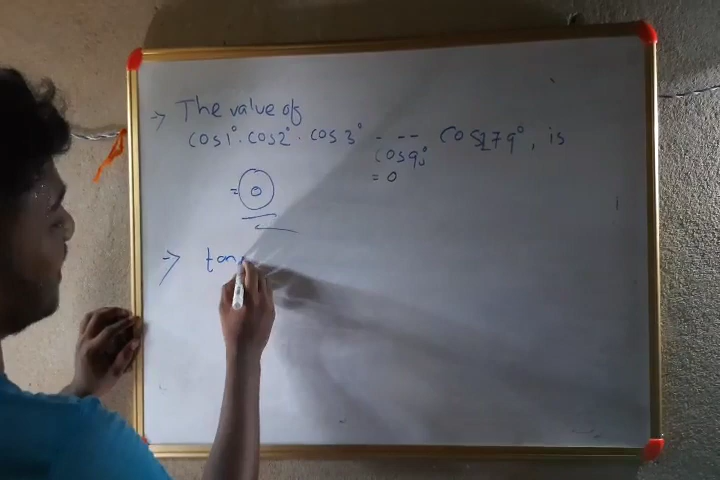 → The value of
cos1°. cos2°. cos3° - - - cos179°, is
cos90°
= 0
= 0
→ tan